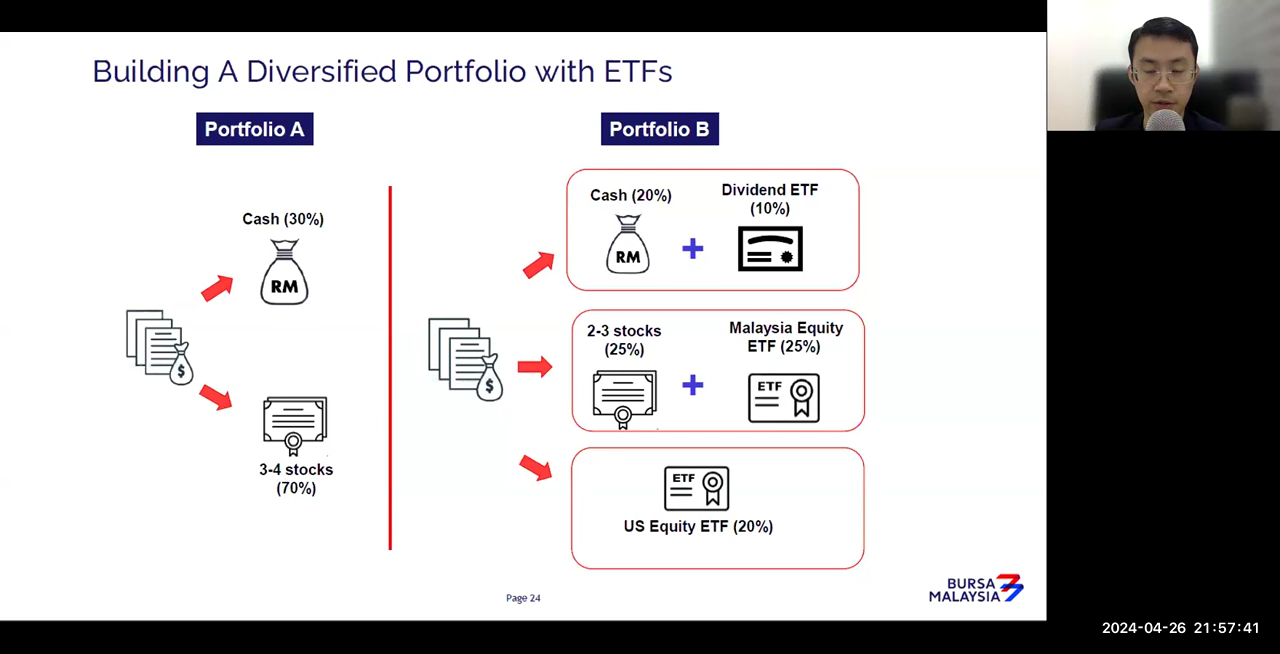 Building A Diversified Portfolio with ETFs
Portfolio A
Cash (30%)
RM
$
3-4 stocks
(70%)
Portfolio B
Cash (20%)
RM
Dividend ETF
(10%)
$
2-3 stocks
(25%)
Malaysia Equity
ETF (25%)
ETF
ETF
US Equity ETF (20%)
Page 24
BURSA
MALAYSIA
2024-04-26 21:57:41